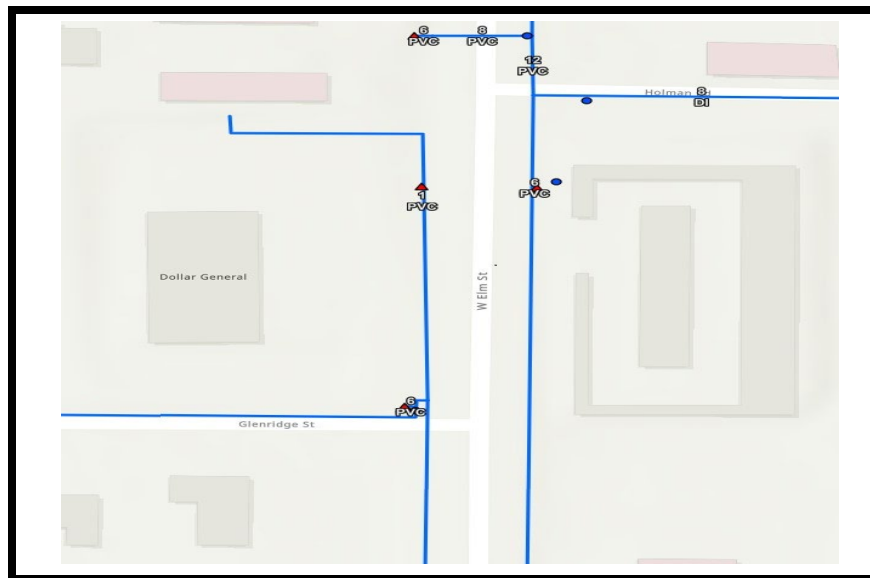 6
PVC
8
PVC
12
PVC
Holman
8
DI
6
PVC
1
PVC
Dollar General
W Elm St
6
PVC
Glenridge St